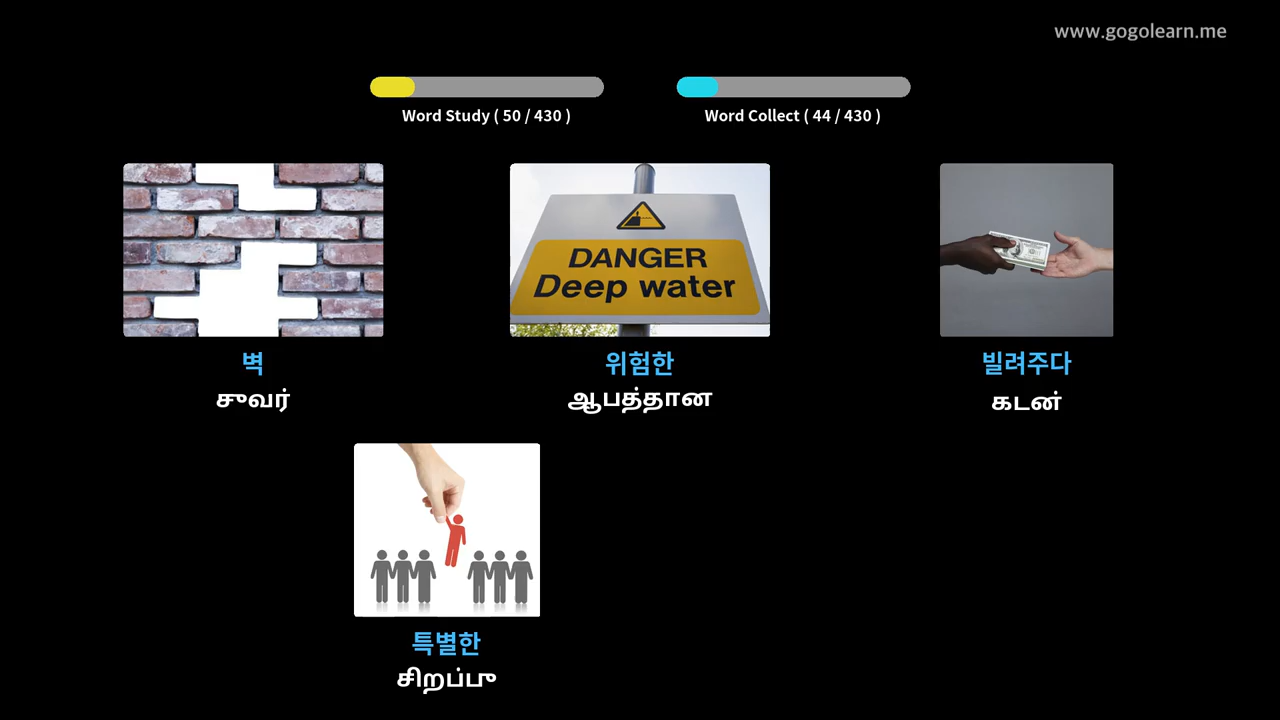 www.gogolearn.me
Word Study ( 50 / 430 )
Word Collect ( 44 / 430 )
DANGER
Deep water
벽
위험한
빌려주다
சுவர்
ஆபத்தான
கடன்
특별한
சிறப்பு